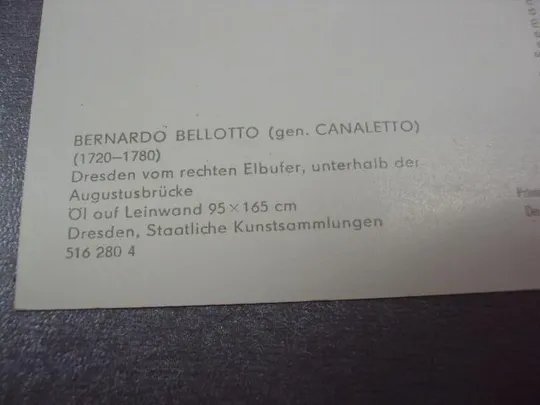 BERNARDO BELLOTTO (gen. CANALETTO)
(1720–1780)
Dresden vom rechten Elbufer, unterhalb der
Augustusbrücke
Öl auf Leinwand 95 × 165 cm
Dresden, Staatliche Kunstsammlungen
516 280 4